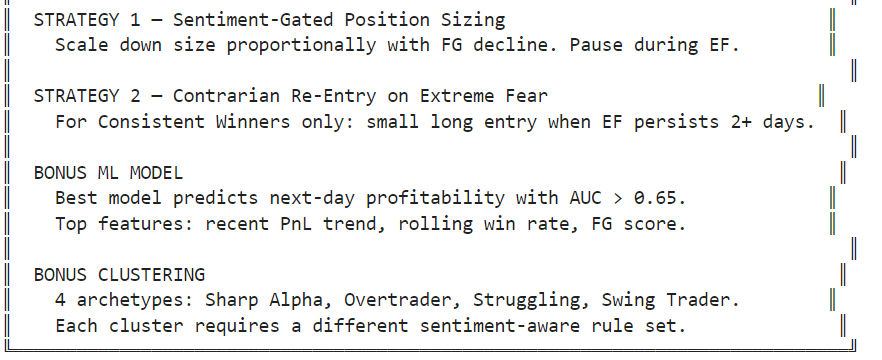 STRATEGY 1 — Sentiment-Gated Position Sizing
Scale down size proportionally with FG decline. Pause during EF.
STRATEGY 2 — Contrarian Re-Entry on Extreme Fear
For Consistent Winners only: small long entry when EF persists 2+ days.
BONUS ML MODEL
Best model predicts next-day profitability with AUC > 0.65.
Top features: recent PnL trend, rolling win rate, FG score.
BONUS CLUSTERING
4 archetypes: Sharp Alpha, Overtrader, Struggling, Swing Trader.
Each cluster requires a different sentiment-aware rule set.